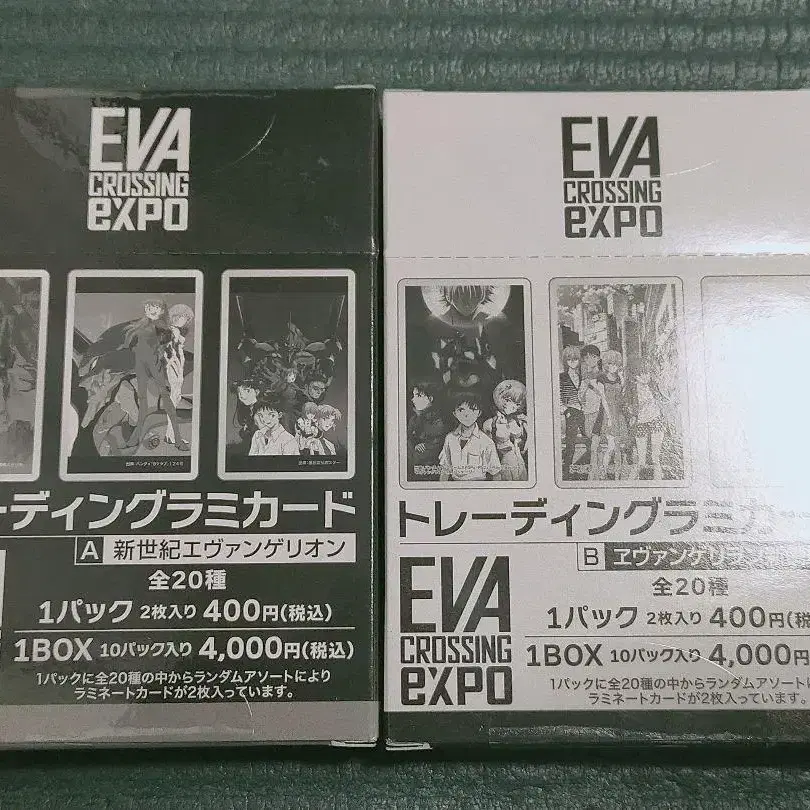 EVA
CROSSING
eXPO
ーディングラミカード
A 新世紀エヴァンゲリオン
全20種
1パック 2枚入り 400円(税込)
1BOX 10パック入り 4,000円(税込)
1パックに全20種の中からランダムアソートにより
ラミネートカードが2枚入っています。
EVA
CROSSING
eXPO
トレーディングラミカー
B ヱヴァンゲリ
全20種
EVA
CROSSING
eXPO
1パック 2枚入り 400円(税
1BOX 10パック入り 4,000円
1パックに全20種の中からランダムアソートに
ラミネートカードが2枚入っています。